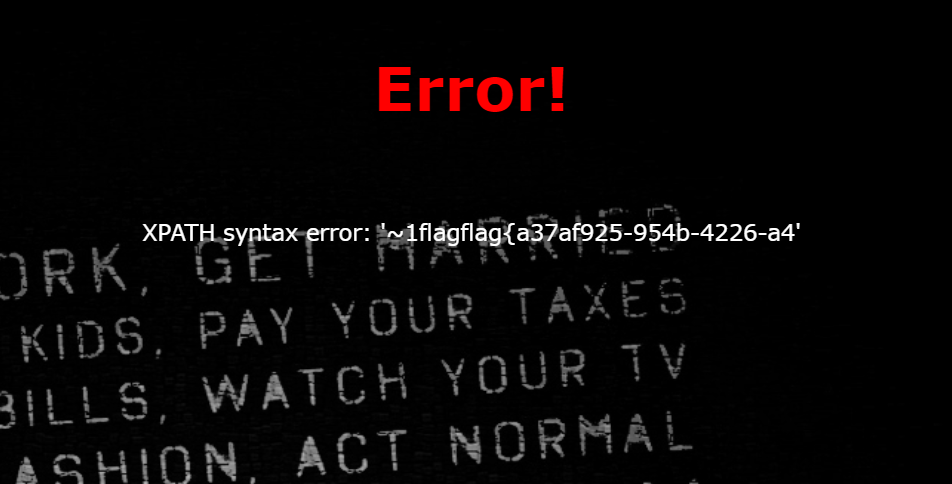 Error!
XPATH syntax error: '~1flagflag{a37af925-954b-4226-a4'
ORK, GET MARRIED
KIDS, PAY YOUR TAXES
BILLS, WATCH YOUR TV
ASHION, ACT NORMAL